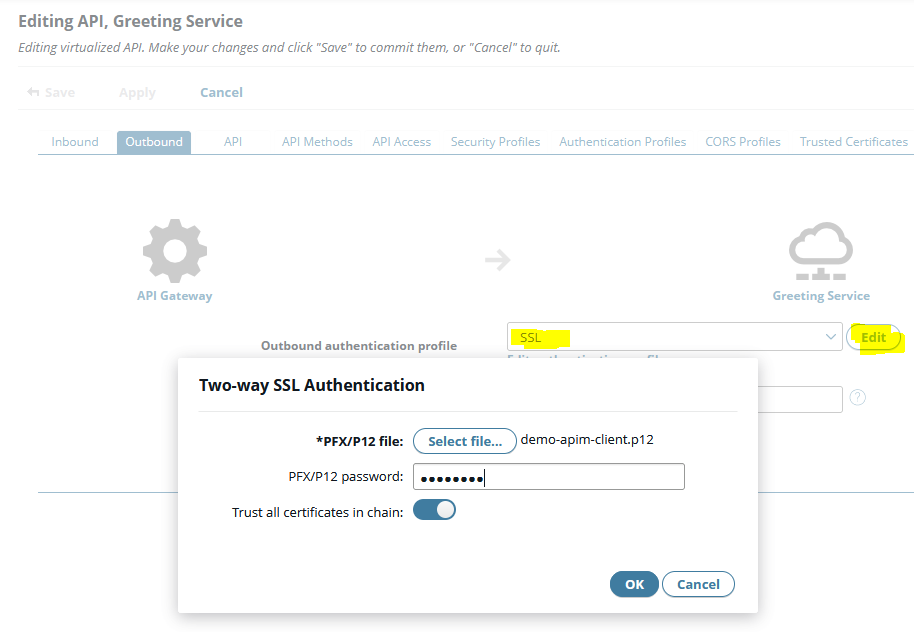 Editing API, Greeting Service
Editing virtualized API. Make your changes and click "Save" to commit them, or "Cancel" to quit.
Save Apply Cancel
Inbound Outbound API API Methods API Access Security Profiles Authentication Profiles CORS Profiles Trusted Certificates
API Gateway Greeting Service
Outbound authentication profile SSL Edit
Two-way SSL Authentication
?
*PFX/P12 file: Select file... demo-apim-client.p12
PFX/P12 password: ●●●●●●●●
Trust all certificates in chain:
OK Cancel